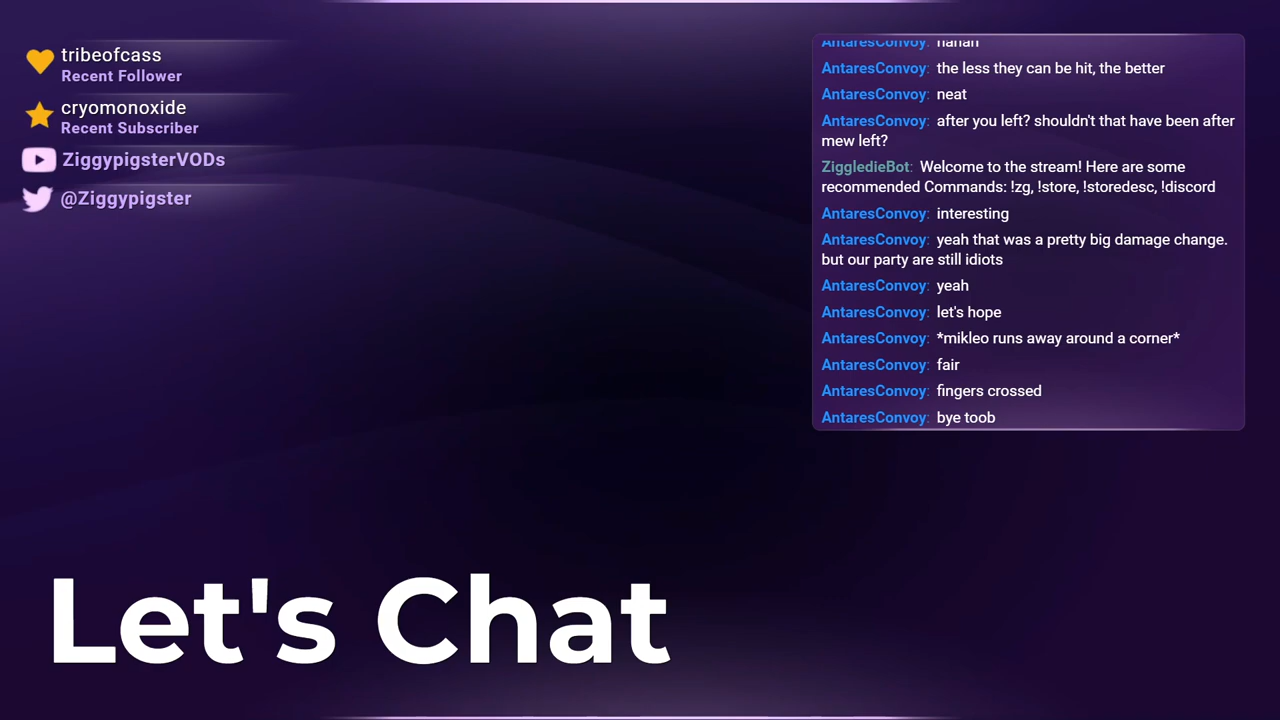 tribeofcass
Recent Follower
cryomonoxide
Recent Subscriber
ZiggypigsterVODs
@Ziggypigster
AntaresConvoy: hahah
AntaresConvoy: the less they can be hit, the better
AntaresConvoy: neat
AntaresConvoy: after you left? shouldn't that have been after
mew left?
ZiggledieBot: Welcome to the stream! Here are some
recommended Commands: !zg, !store, !storedesc, !discord
AntaresConvoy: interesting
AntaresConvoy: yeah that was a pretty big damage change.
but our party are still idiots
AntaresConvoy: yeah
AntaresConvoy: let's hope
AntaresConvoy: *mikleo runs away around a corner*
AntaresConvoy: fair
AntaresConvoy: fingers crossed
AntaresConvoy: bye toob
Let's Chat